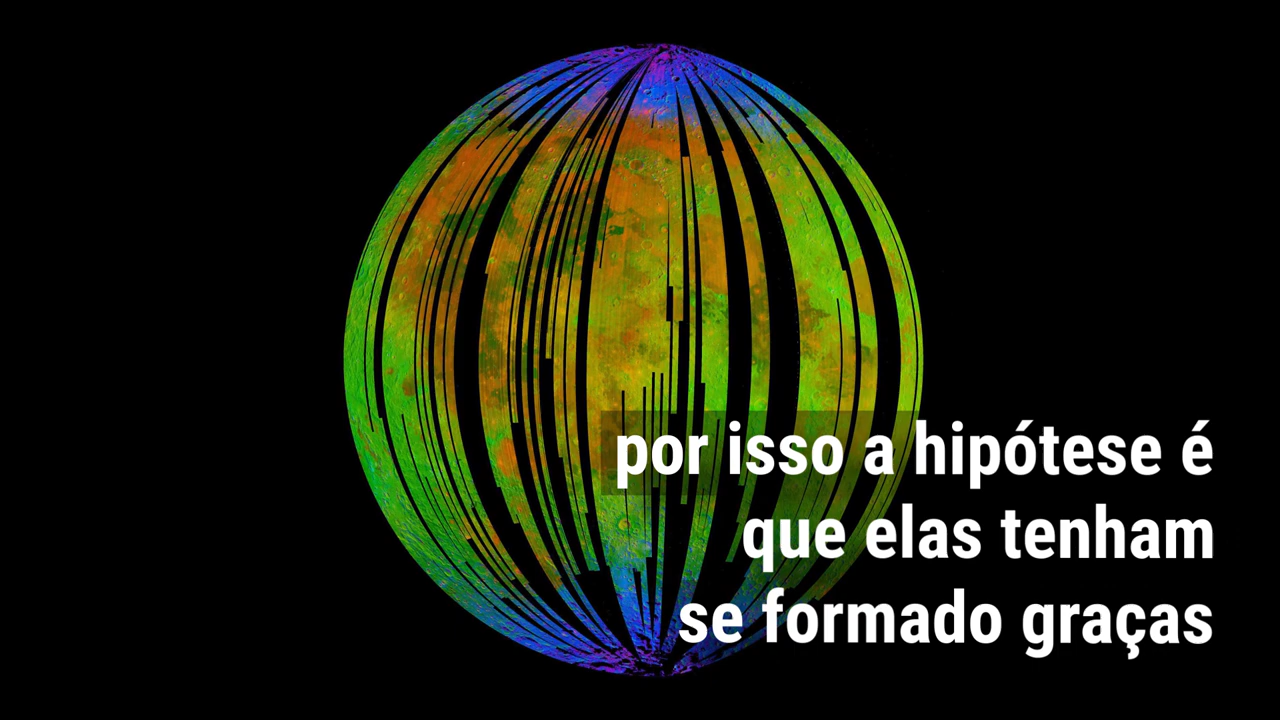 por isso a hipótese é
que elas tenham
se formado graças